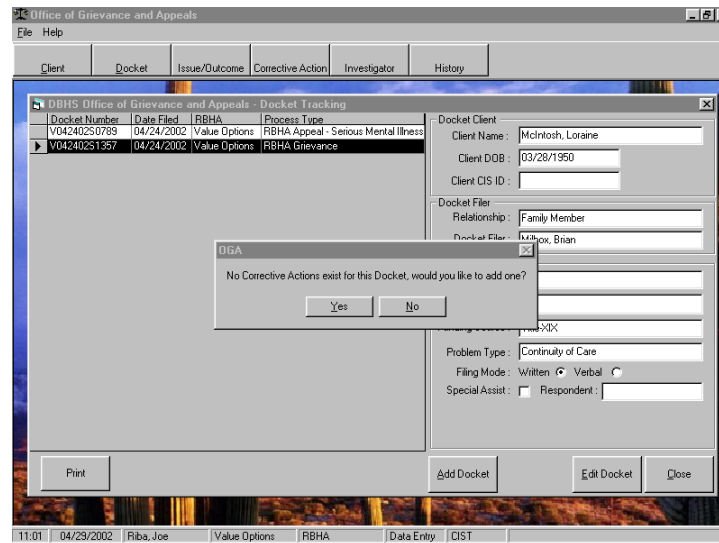 Office of Grievance and Appeals
File Help
Client Docket Issue/Outcome Corrective Action Investigator History
DBHS Office of Grievance and Appeals - Docket Tracking
Docket Number Date Filed RBHA Process Type
V042402S0789 04/24/2002 Value Options RBHA Appeal - Serious Mental Illness
V042402S1357 04/24/2002 Value Options RBHA Grievance
Docket Client
Client Name : McIntosh, Loraine
Client DOB : 03/28/1950
Client CIS ID :
Docket Filer
Relationship : Family Member
Docket Filer : Milbox, Brian
OGA
No Corrective Actions exist for this Docket, would you like to add one?
Yes No
Problem Type : Continuity of Care
Filing Mode : Written Verbal
Special Assist : Respondent :
Print Add Docket Edit Docket Close
11:01 04/29/2002 Riba, Joe Value Options RBHA Data Entry CIST